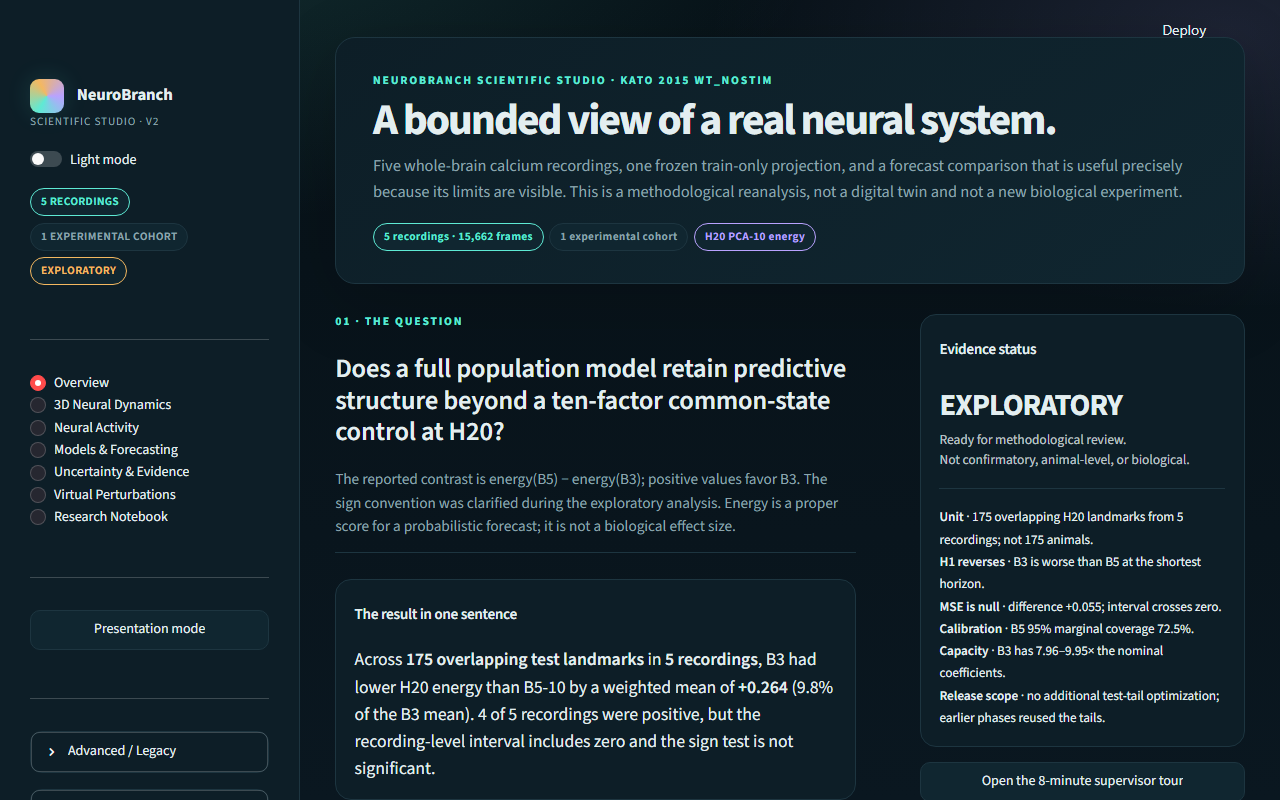 Deploy
NeuroBranch
SCIENTIFIC STUDIO · V2
Light mode
5 RECORDINGS
1 EXPERIMENTAL COHORT
EXPLORATORY
Overview
3D Neural Dynamics
Neural Activity
Models & Forecasting
Uncertainty & Evidence
Virtual Perturbations
Research Notebook
Presentation mode
Advanced / Legacy
NEUROBRANCH SCIENTIFIC STUDIO · KATO 2015 WT_NOSTIM
A bounded view of a real neural system.
Five whole-brain calcium recordings, one frozen train-only projection, and a forecast comparison that is useful precisely
because its limits are visible. This is a methodological reanalysis, not a digital twin and not a new biological experiment.
5 recordings · 15,662 frames
1 experimental cohort
H20 PCA-10 energy
01 · THE QUESTION
Does a full population model retain predictive
structure beyond a ten-factor common-state
control at H20?
The reported contrast is energy(B5) − energy(B3); positive values favor B3. The
sign convention was clarified during the exploratory analysis. Energy is a proper
score for a probabilistic forecast; it is not a biological effect size.
The result in one sentence
Across 175 overlapping test landmarks in 5 recordings, B3 had
lower H20 energy than B5-10 by a weighted mean of +0.264 (9.8%
of the B3 mean). 4 of 5 recordings were positive, but the
recording-level interval includes zero and the sign test is not
significant.
Evidence status
EXPLORATORY
Ready for methodological review.
Not confirmatory, animal-level, or biological.
Unit · 175 overlapping H20 landmarks from 5
recordings; not 175 animals.
H1 reverses · B3 is worse than B5 at the shortest
horizon.
MSE is null · difference +0.055; interval crosses zero.
Calibration · B5 95% marginal coverage 72.5%.
Capacity · B3 has 7.96–9.95× the nominal
coefficients.
Release scope · no additional test-tail optimization;
earlier phases reused the tails.
Open the 8-minute supervisor tour